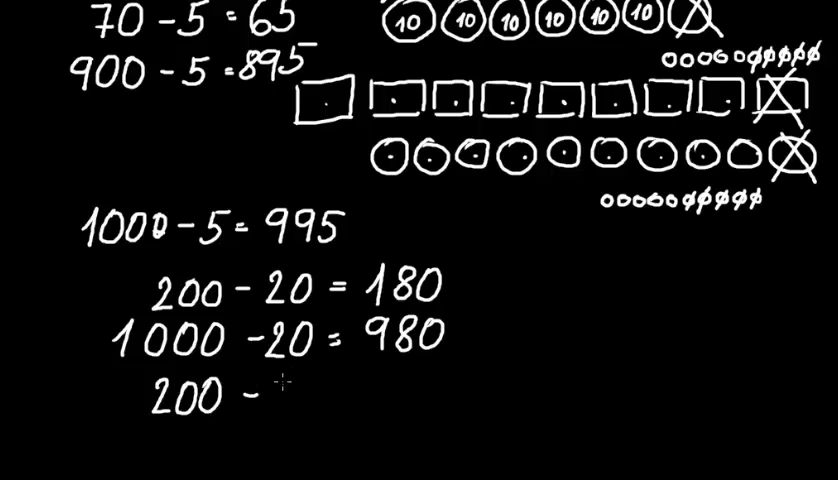 70 - 5 = 65
10 10 10 10 10 10
900 - 5 = 895
1000 - 5 = 995
200 - 20 = 180
1000 - 20 = 980
200 -